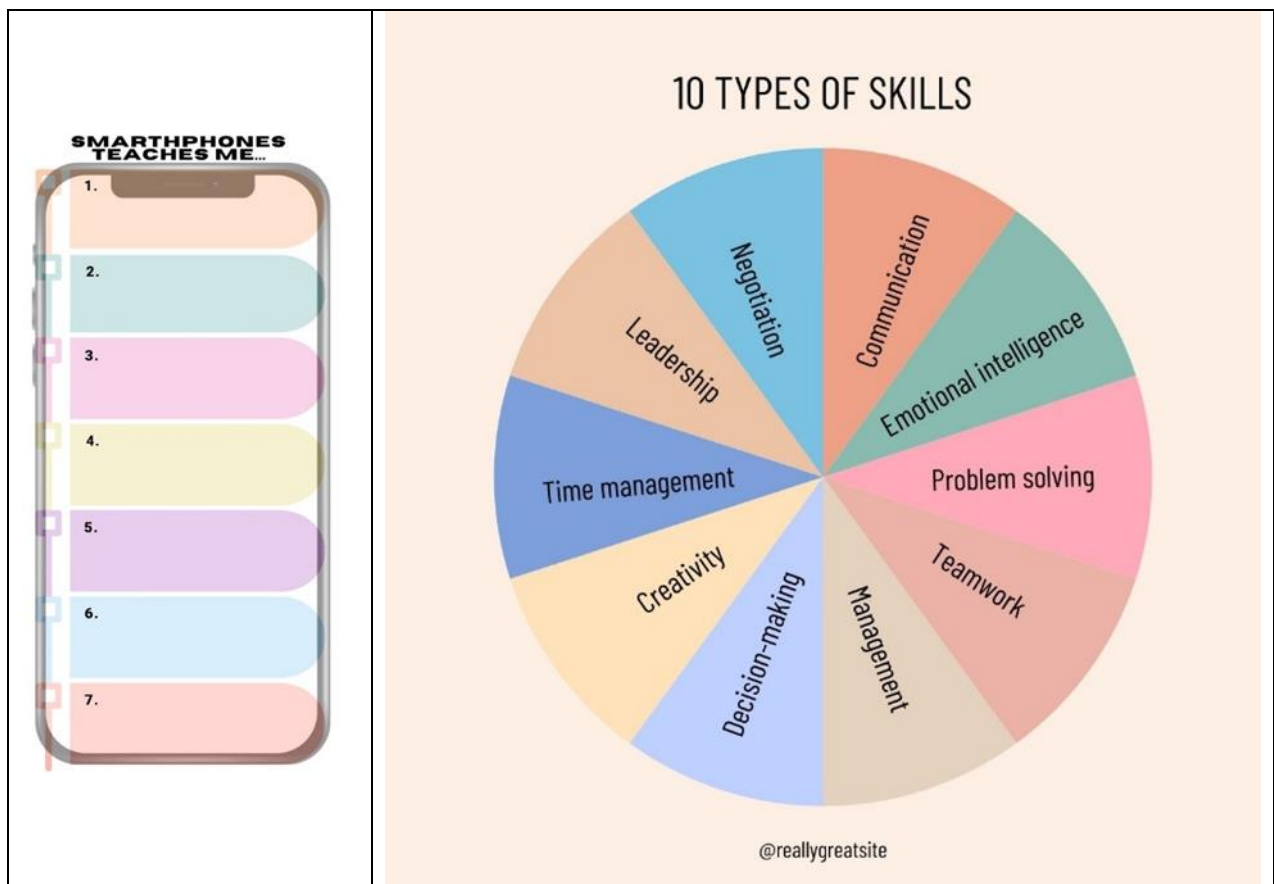 SMARTHPHONES
TEACHES ME...
1.
2.
3.
4.
5.
6.
7.
10 TYPES OF SKILLS
Communication
Emotional intelligence
Problem solving
Teamwork
Management
Decision-making
Creativity
Time management
Leadership
Negotiation
@reallygreatsite